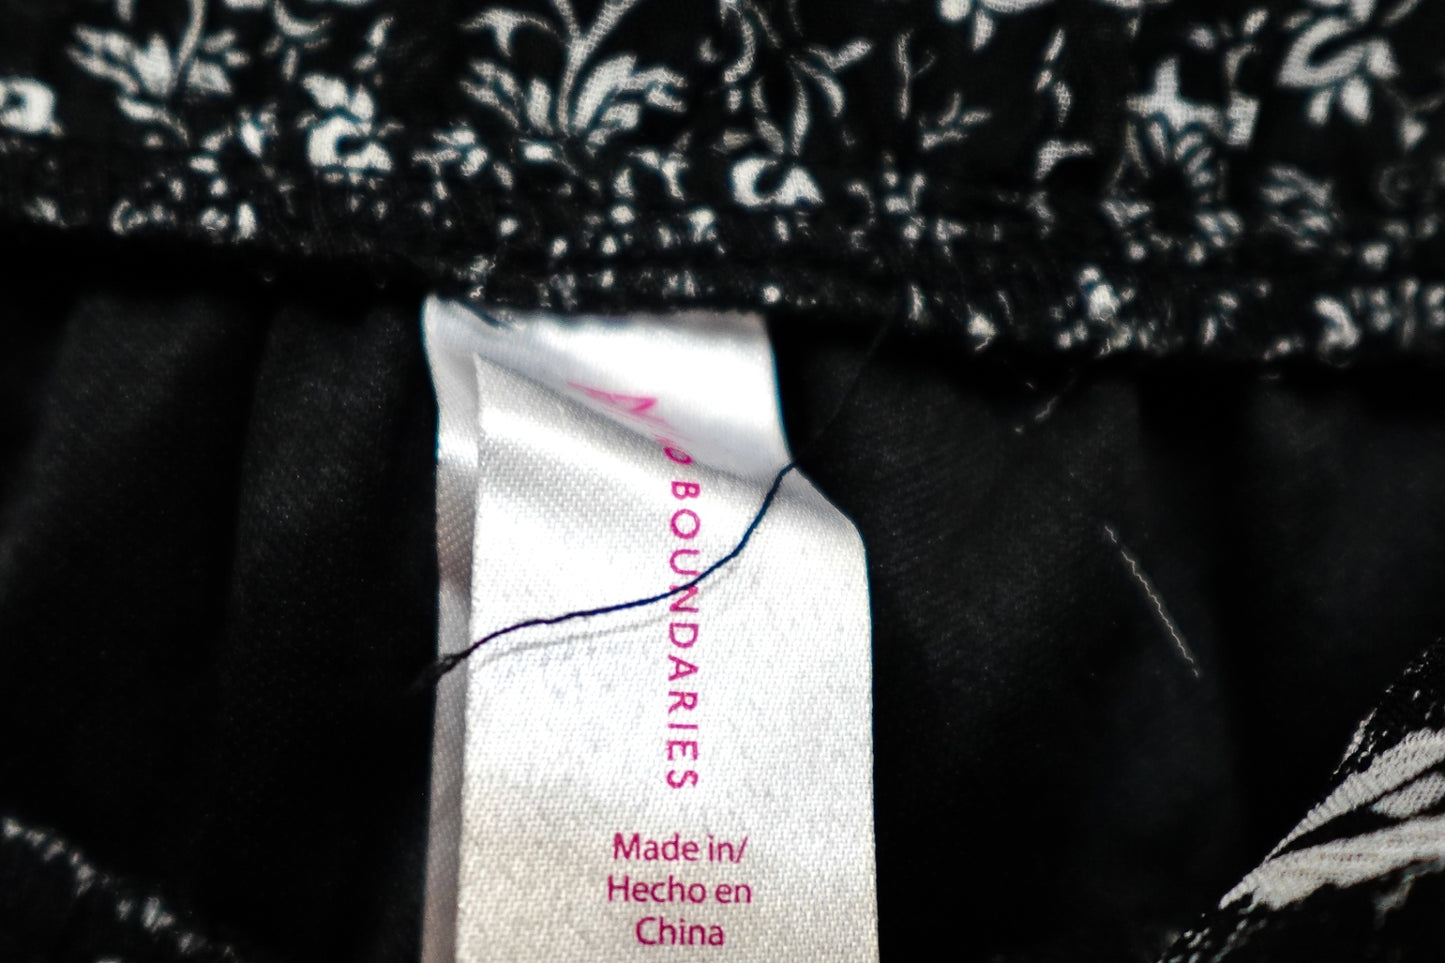 BOUNDARIES
Made in/
Hecho en
China